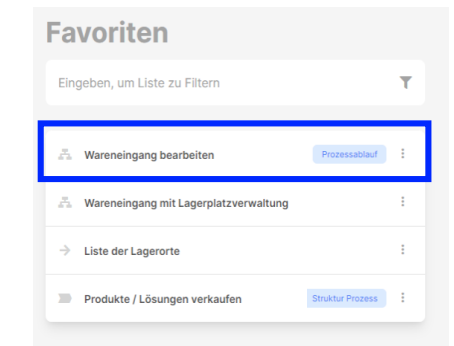 Favoriten
Eingeben, um Liste zu Filtern
Wareneingang bearbeiten Prozessablauf
Wareneingang mit Lagerplatzverwaltung
Liste der Lagerorte
Produkte / Lösungen verkaufen Struktur Prozess